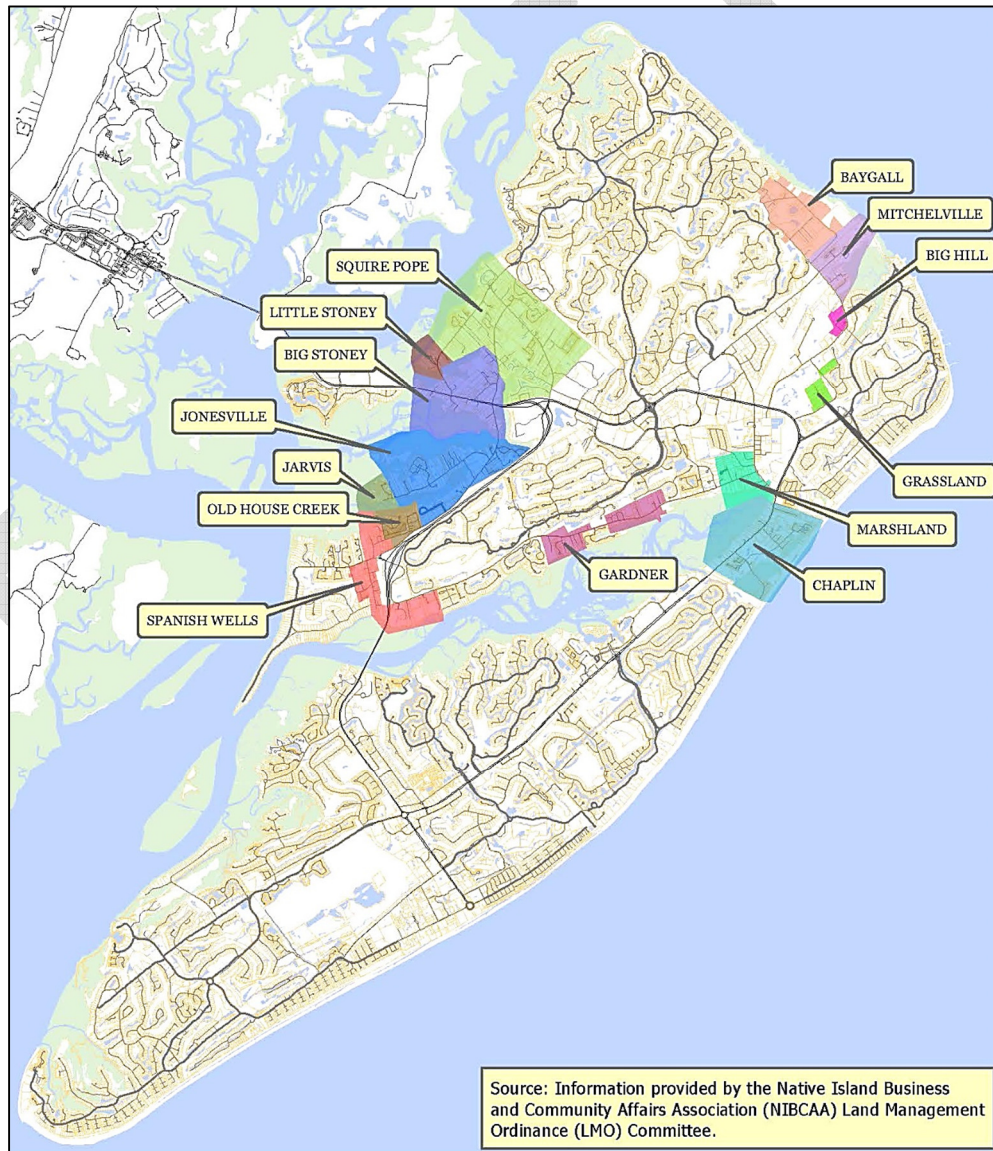 BAYGALL
MITCHELVILLE
BIG HILL
SQUIRE POPE
LITTLE STONEY
BIG STONEY
JONESVILLE
JARVIS
OLD HOUSE CREEK
GRASSLAND
MARSHLAND
GARDNER
CHAPLIN
SPANISH WELLS
Source: Information provided by the Native Island Business
and Community Affairs Association (NIBCAA) Land Management
Ordinance (LMO) Committee.